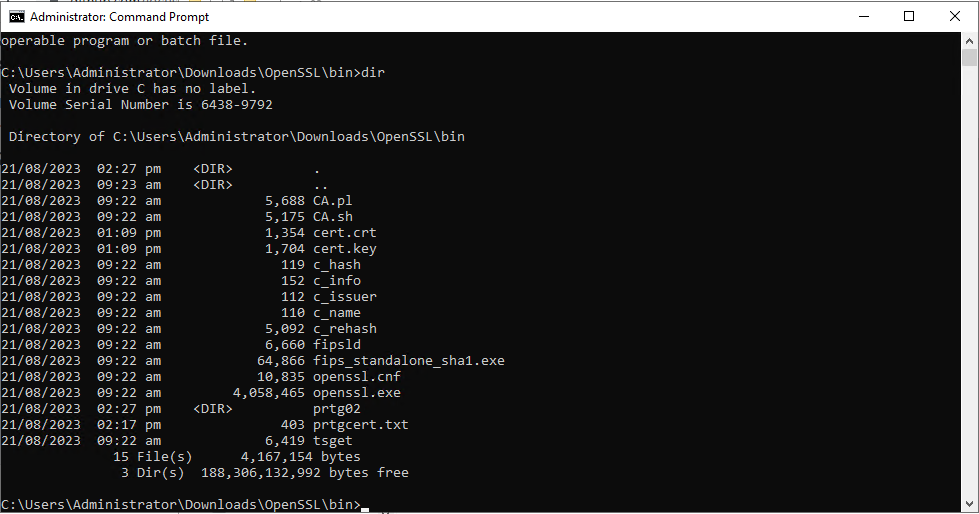 Administrator: Command Prompt
operable program or batch file.
C:\Users\Administrator\Downloads\OpenSSL\bin>dir
Volume in drive C has no label.
Volume Serial Number is 6438-9792
Directory of C:\Users\Administrator\Downloads\OpenSSL\bin
21/08/2023  02:27 pm    <DIR>          .
21/08/2023  09:23 am    <DIR>          ..
21/08/2023  09:22 am             5,688 CA.pl
21/08/2023  09:22 am             5,175 CA.sh
21/08/2023  01:09 pm             1,354 cert.crt
21/08/2023  01:09 pm             1,704 cert.key
21/08/2023  09:22 am               119 c_hash
21/08/2023  09:22 am               152 c_info
21/08/2023  09:22 am               112 c_issuer
21/08/2023  09:22 am               110 c_name
21/08/2023  09:22 am             5,092 c_rehash
21/08/2023  09:22 am             6,660 fipsld
21/08/2023  09:22 am            64,866 fips_standalone_sha1.exe
21/08/2023  09:22 am            10,835 openssl.cnf
21/08/2023  09:22 am         4,058,465 openssl.exe
21/08/2023  02:27 pm    <DIR>          prtg02
21/08/2023  02:17 pm               403 prtgcert.txt
21/08/2023  09:22 am             6,419 tsget
15 File(s)      4,167,154 bytes
3 Dir(s)  188,306,132,992 bytes free
C:\Users\Administrator\Downloads\OpenSSL\bin>